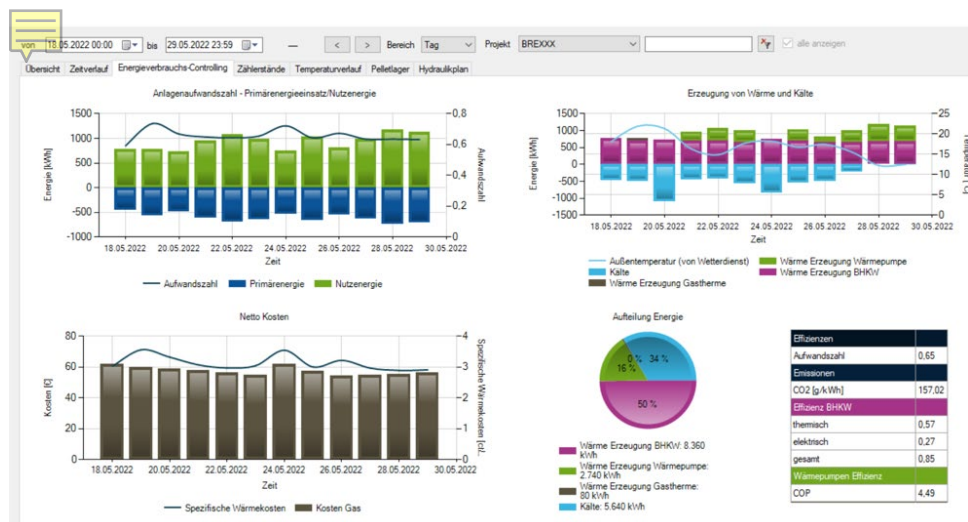 von 18.05.2022 00:00 bis 29.05.2022 23:59 — < > Bereich Tag Projekt BREXXX alle anzeigen
Übersicht Zeitverlauf Energieverbrauchs-Controlling Zählerstände Temperaturverlauf Pelletlager Hydraulikplan
Anlagenaufwandszahl - Primärenergieeinsatz/Nutzenergie
Energie [kWh]
1500
1000
500
0
-500
-1000
0.8
0.6
0.4
0.2
0
Aufwandszahl
18.05.2022 20.05.2022 22.05.2022 24.05.2022 26.05.2022 28.05.2022 30.05.2022
Zeit
Aufwandszahl Primärenergie Nutzenergie
Erzeugung von Wärme und Kälte
Energie [kWh]
1500
1000
500
0
-500
-1000
-1500
25
20
15
10
5
0
18.05.2022 20.05.2022 22.05.2022 24.05.2022 26.05.2022 28.05.2022 30.05.2022
Zeit
Außentemperatur (von Wetterdienst) Wärme Erzeugung Wärmepumpe
Kälte Wärme Erzeugung BHKW
Wärme Erzeugung Gastherme
Netto Kosten
Kosten [€]
80
60
40
20
0
4
3
2
1
0
Spezifische Wärmekosten
18.05.2022 20.05.2022 22.05.2022 24.05.2022 26.05.2022 28.05.2022 30.05.2022
Zeit
Spezifische Wärmekosten Kosten Gas
Aufteilung Energie
0 % 34 %
16 %
50 %
Wärme Erzeugung BHKW: 8.360
kWh
Wärme Erzeugung Wärmepumpe:
2.740 kWh
Wärme Erzeugung Gastherme:
80 kWh
Kälte: 5.640 kWh
Effizienzen
Aufwandszahl 0,65
Emissionen
CO2 [g/kWh] 157,02
Effizienz BHKW
thermisch 0,57
elektrisch 0,27
gesamt 0,85
Wärmepumpen Effizienz
COP 4,49